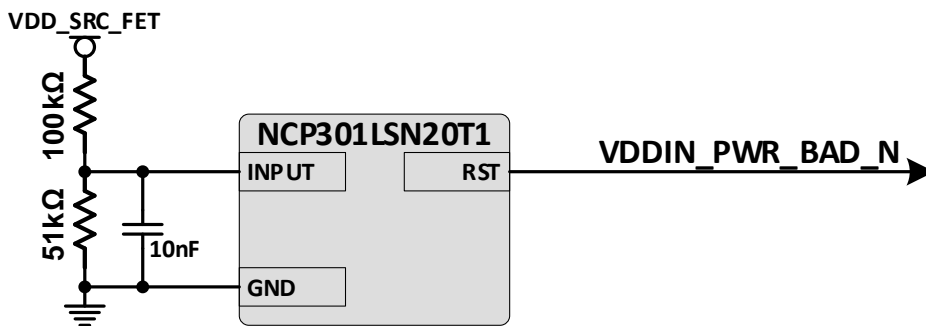 VDD_SRC_FET
100kΩ
NCP301LSN20T1
INPUT
RST
VDDIN_PWR_BAD_N
51kΩ
10nF
GND